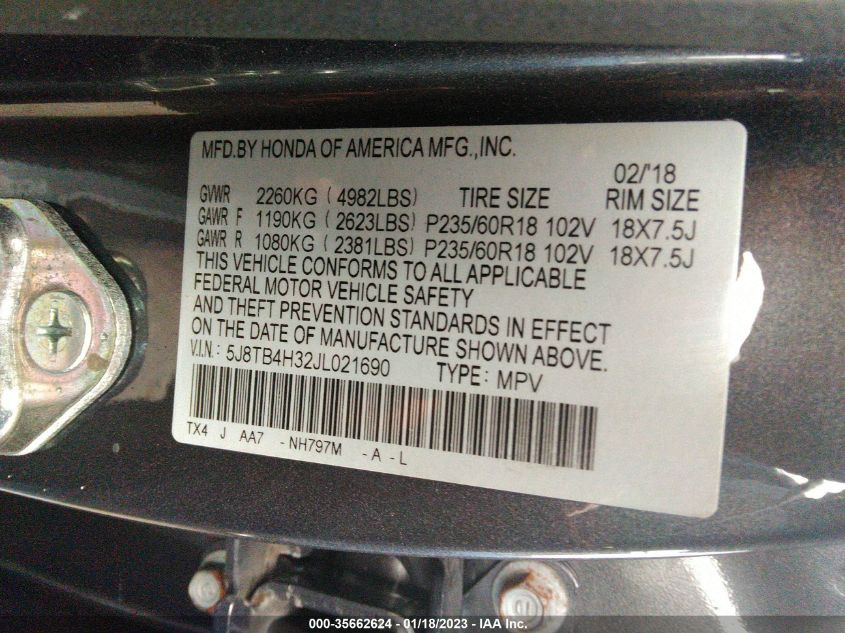 MFD.BY HONDA OF AMERICA MFG.,INC.
02/'18
GVWR 2260KG ( 4982LBS) TIRE SIZE RIM SIZE
GAWR F 1190KG ( 2623LBS) P235/60R18 102V 18X7.5J
GAWR R 1080KG ( 2381LBS) P235/60R18 102V 18X7.5J
THIS VEHICLE CONFORMS TO ALL APPLICABLE
FEDERAL MOTOR VEHICLE SAFETY
AND THEFT PREVENTION STANDARDS IN EFFECT
ON THE DATE OF MANUFACTURE SHOWN ABOVE.
V.I.N.: 5J8TB4H32JL021690 TYPE: MPV
TX4 J AA7 -NH797M -A -L
000-35662624 - 01/18/2023 - IAA Inc.